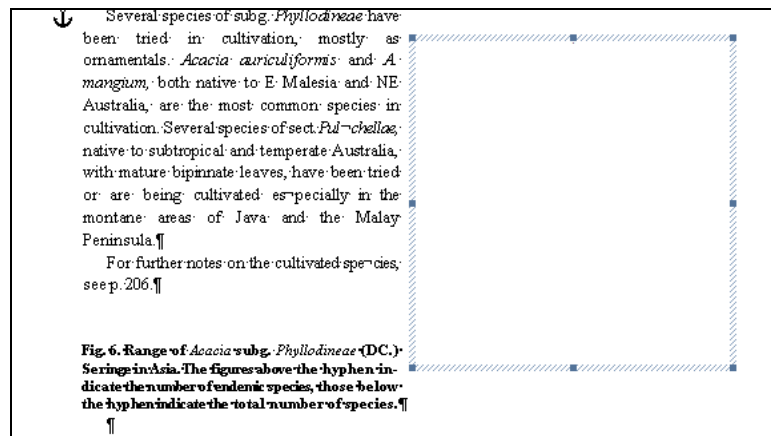 Several species of subg. Phyllodineae have
been tried in cultivation, mostly as
ornamentals. Acacia auriculiformis and A.
mangium, both native to E Malesia and NE
Australia, are the most common species in
cultivation. Several species of sect. Pul¬chellae,
native to subtropical and temperate Australia,
with mature bipinnate leaves, have been tried
or are being cultivated es¬pecially in the
montane areas of Java and the Malay
Peninsula.¶
For further notes on the cultivated spe¬cies,
see p. 206.¶
Fig. 6. Range of Acacia subg. Phyllodineae (DC.)
Seringe in Asia. The figures above the hyphen in-
dicate the number of endemic species, those below
the hyphen indicate the total number of species.¶
¶